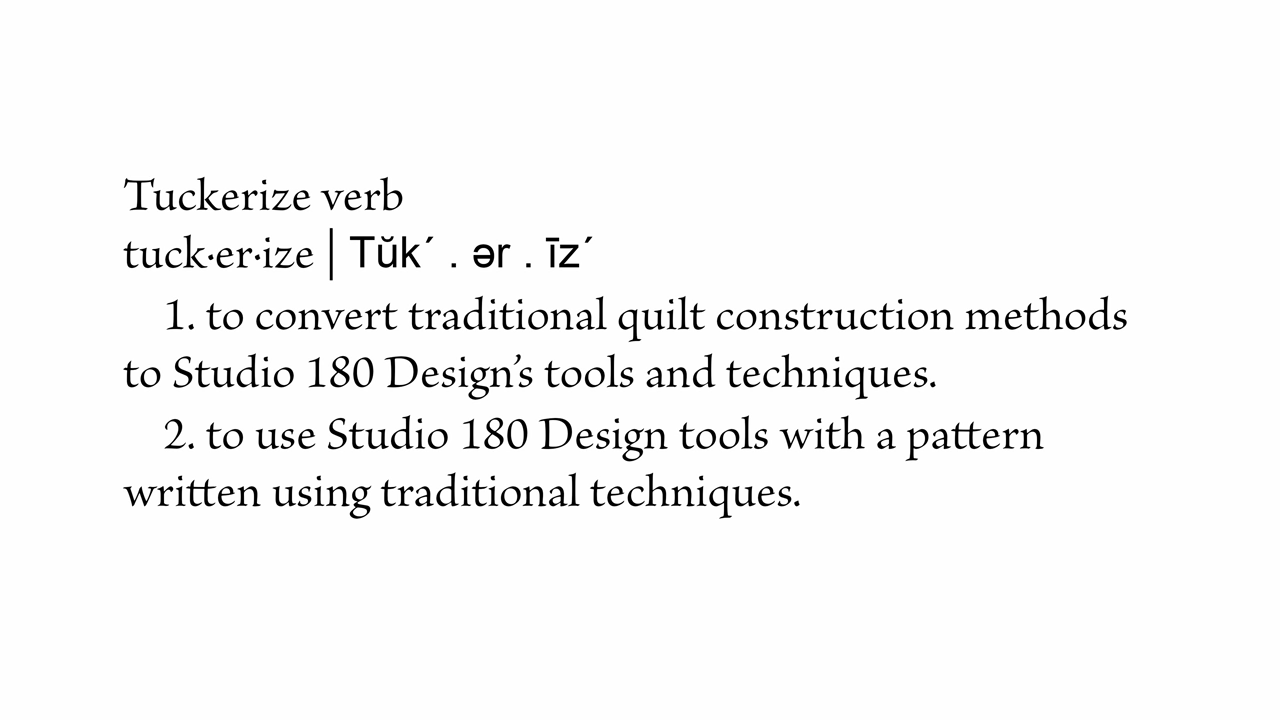 Tuckerize verb
tuck·er·ize | Tŭk´ . ər . īz´
1. to convert traditional quilt construction methods
to Studio 180 Design’s tools and techniques.
2. to use Studio 180 Design tools with a pattern
written using traditional techniques.